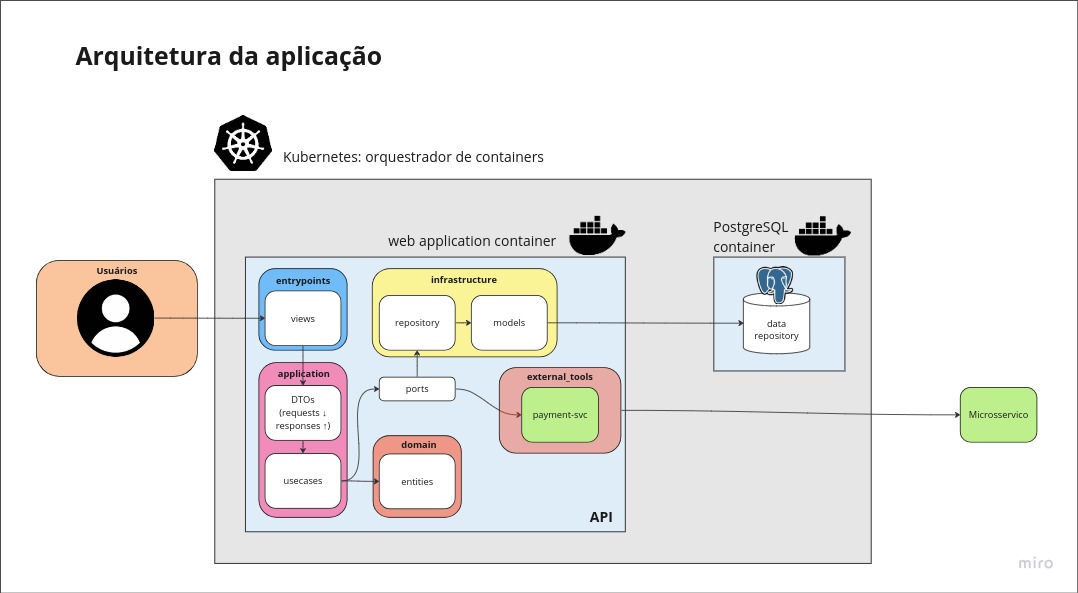 Arquitetura da aplicação
Kubernetes: orquestrador de containers
web application container
PostgreSQL
container
Usuários
entrypoints
views
infrastructure
repository
models
data
repository
application
DTOs
(requests ↓
responses ↑)
usecases
ports
external_tools
payment-svc
domain
entities
API
Microsservico
miro